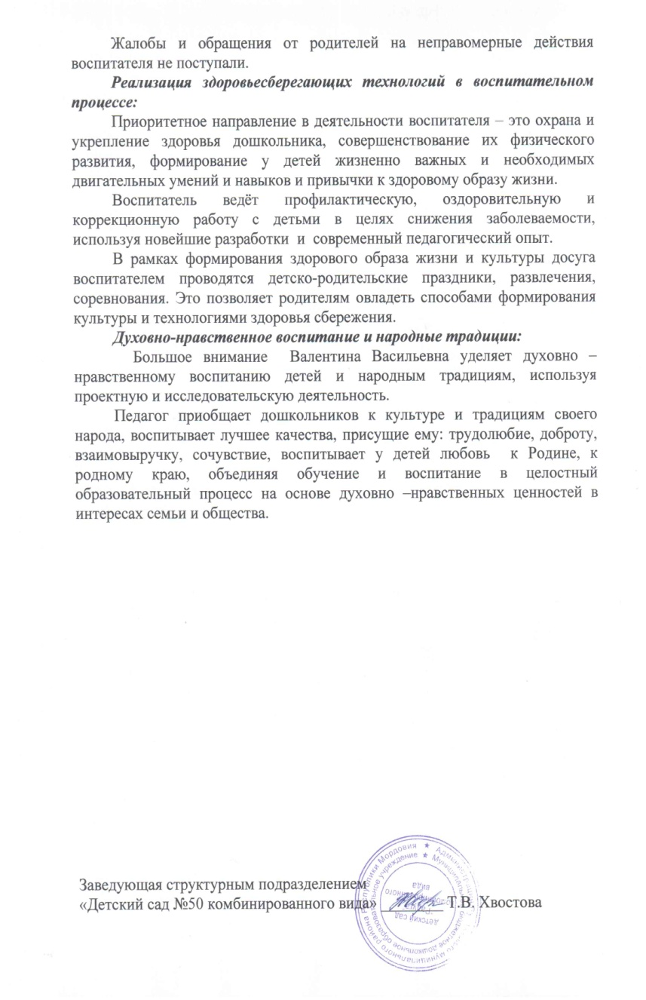 Жалобы и обращения от родителей на неправомерные действия
воспитателя не поступали.
Реализация здоровьесберегающих технологий в воспитательном
процессе:
Приоритетное направление в деятельности воспитателя – это охрана и
укрепление здоровья дошкольника, совершенствование их физического
развития, формирование у детей жизненно важных и необходимых
двигательных умений и навыков и привычки к здоровому образу жизни.
Воспитатель ведёт профилактическую, оздоровительную и
коррекционную работу с детьми в целях снижения заболеваемости,
используя новейшие разработки и современный педагогический опыт.
В рамках формирования здорового образа жизни и культуры досуга
воспитателем проводятся детско-родительские праздники, развлечения,
соревнования. Это позволяет родителям овладеть способами формирования
культуры и технологиями здоровья сбережения.
Духовно-нравственное воспитание и народные традиции:
Большое внимание Валентина Васильевна уделяет духовно –
нравственному воспитанию детей и народным традициям, используя
проектную и исследовательскую деятельность.
Педагог приобщает дошкольников к культуре и традициям своего
народа, воспитывает лучшее качества, присущие ему: трудолюбие, доброту,
взаимовыручку, сочувствие, воспитывает у детей любовь к Родине, к
родному краю, объединяя обучение и воспитание в целостный
образовательный процесс на основе духовно –нравственных ценностей в
интересах семьи и общества.
Заведующая структурным подразделением
«Детский сад №50 комбинированного вида» Т.В. Хвостова
муниципального района Республики Мордовия ★
дошкольное образовательное учреждение ★
детский сад
вида